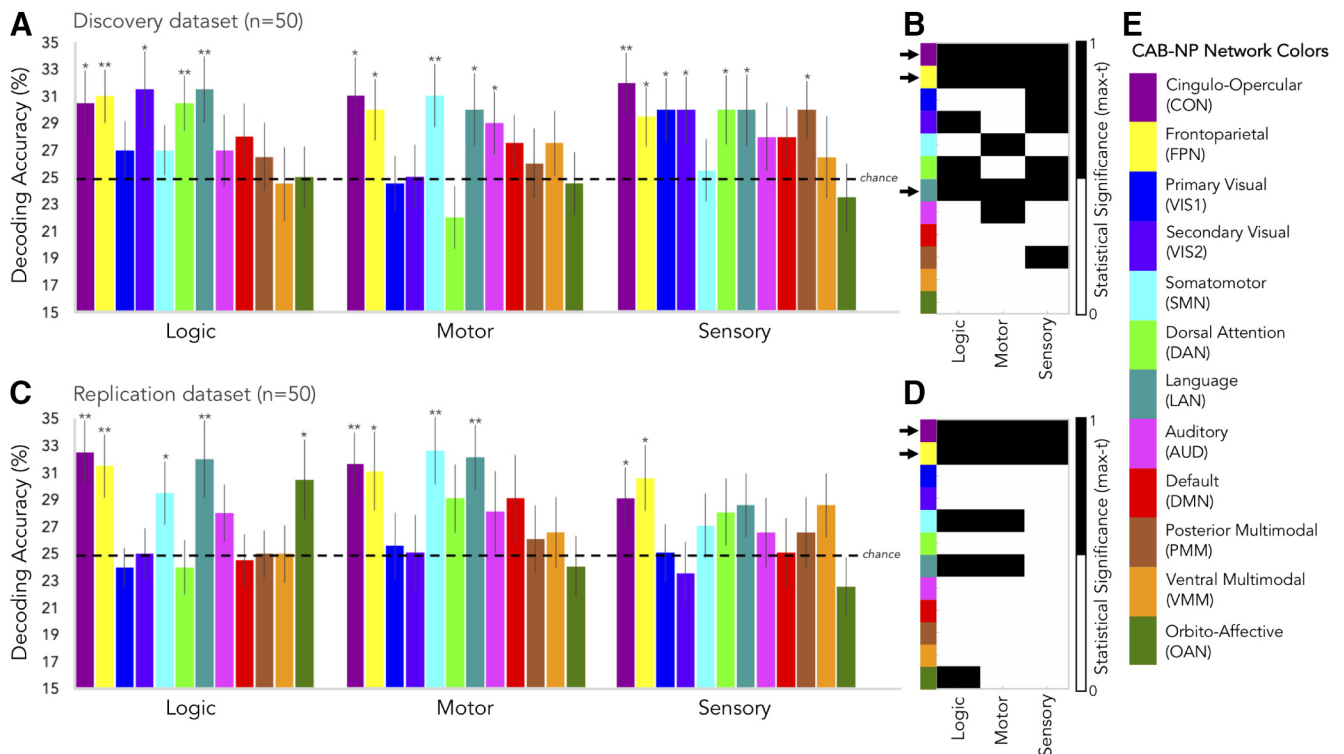 A
Discovery dataset (n=50)
Decoding Accuracy (%)
35
33
31
29
27
25
23
21
19
17
15
* ** * ** **
* * ** * *
** * * * * * *
chance
Logic
Motor
Sensory
B
1
0
Statistical Significance (max-t)
Logic
Motor
Sensory
C
Replication dataset (n=50)
Decoding Accuracy (%)
35
33
31
29
27
25
23
21
19
17
15
** ** * ** *
** * ** **
* *
chance
Logic
Motor
Sensory
D
1
0
Statistical Significance (max-t)
Logic
Motor
Sensory
E
CAB-NP Network Colors
Cingulo-Opercular
(CON)
Frontoparietal
(FPN)
Primary Visual
(VIS1)
Secondary Visual
(VIS2)
Somatomotor
(SMN)
Dorsal Attention
(DAN)
Language
(LAN)
Auditory
(AUD)
Default
(DMN)
Posterior Multimodal
(PMM)
Ventral Multimodal
(VMM)
Orbito-Affective
(OAN)